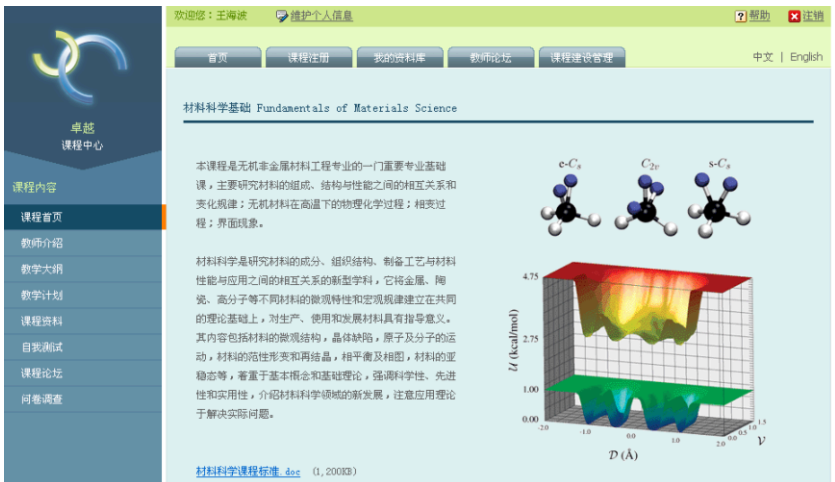 欢迎您：王海波 维护个人信息 ?帮助 注销
首页 课程注册 我的资料库 教师论坛 课程建设管理 中文 | English
卓越
课程中心
课程内容
课程首页
教师介绍
教学大纲
教学计划
课程资料
自我测试
课程论坛
问卷调查
材料科学基础 Fundamentals of Materials Science
本课程是无机非金属材料工程专业的一门重要专业基础
课，主要研究材料的组成、结构与性能之间的相互关系和
变化规律；无机材料在高温下的物理化学过程；相变过
程；界面现象。
材料科学是研究材料的成分、组织结构、制备工艺与材料
性能与应用之间的相互关系的新型学科，它将金属、陶
瓷、高分子等不同材料的微观特性和宏观规律建立在共同
的理论基础上，对生产、使用和发展材料具有指导意义。
其内容包括材料的微观结构，晶体缺陷，原子及分子的运
动，材料的范性形变和再结晶，相平衡及相图，材料的亚
稳态等，着重于基本概念和基础理论，强调科学性、先进
性和实用性，介绍材料科学领域的新发展，注意应用理论
于解决实际问题。
材料科学课程标准.doc (1,200KB)
e-Cs C2v s-Cs
4.75
2.75
1.00
0.00
U (kcal/mol)
-2.0 -1.0 0.0 1.0 2.0
D (Å)
0.0 0.5 1.0 1.5
V